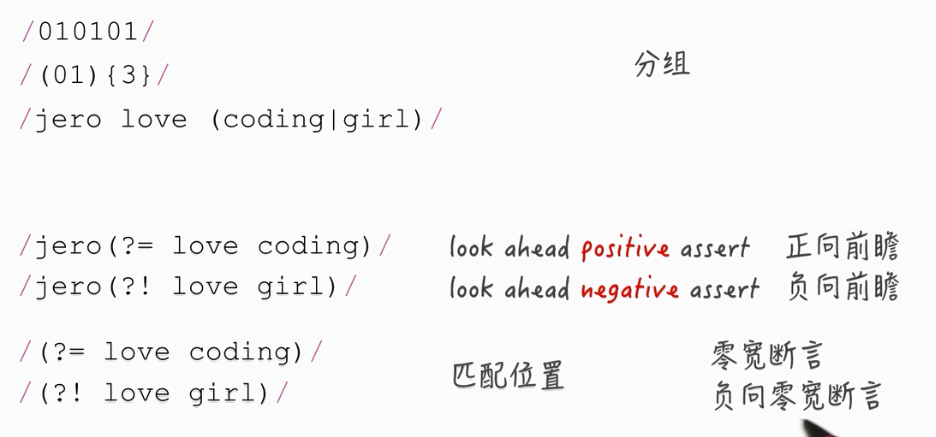 /010101/
/(01){3}/
分组
/jero love (coding|girl)/
/jero(?= love coding)/ look ahead positive assert 正向前瞻
/jero(?! love girl)/ look ahead negative assert 负向前瞻
/(?= love coding)/ 零宽断言
匹配位置
/(?! love girl)/ 负向零宽断言